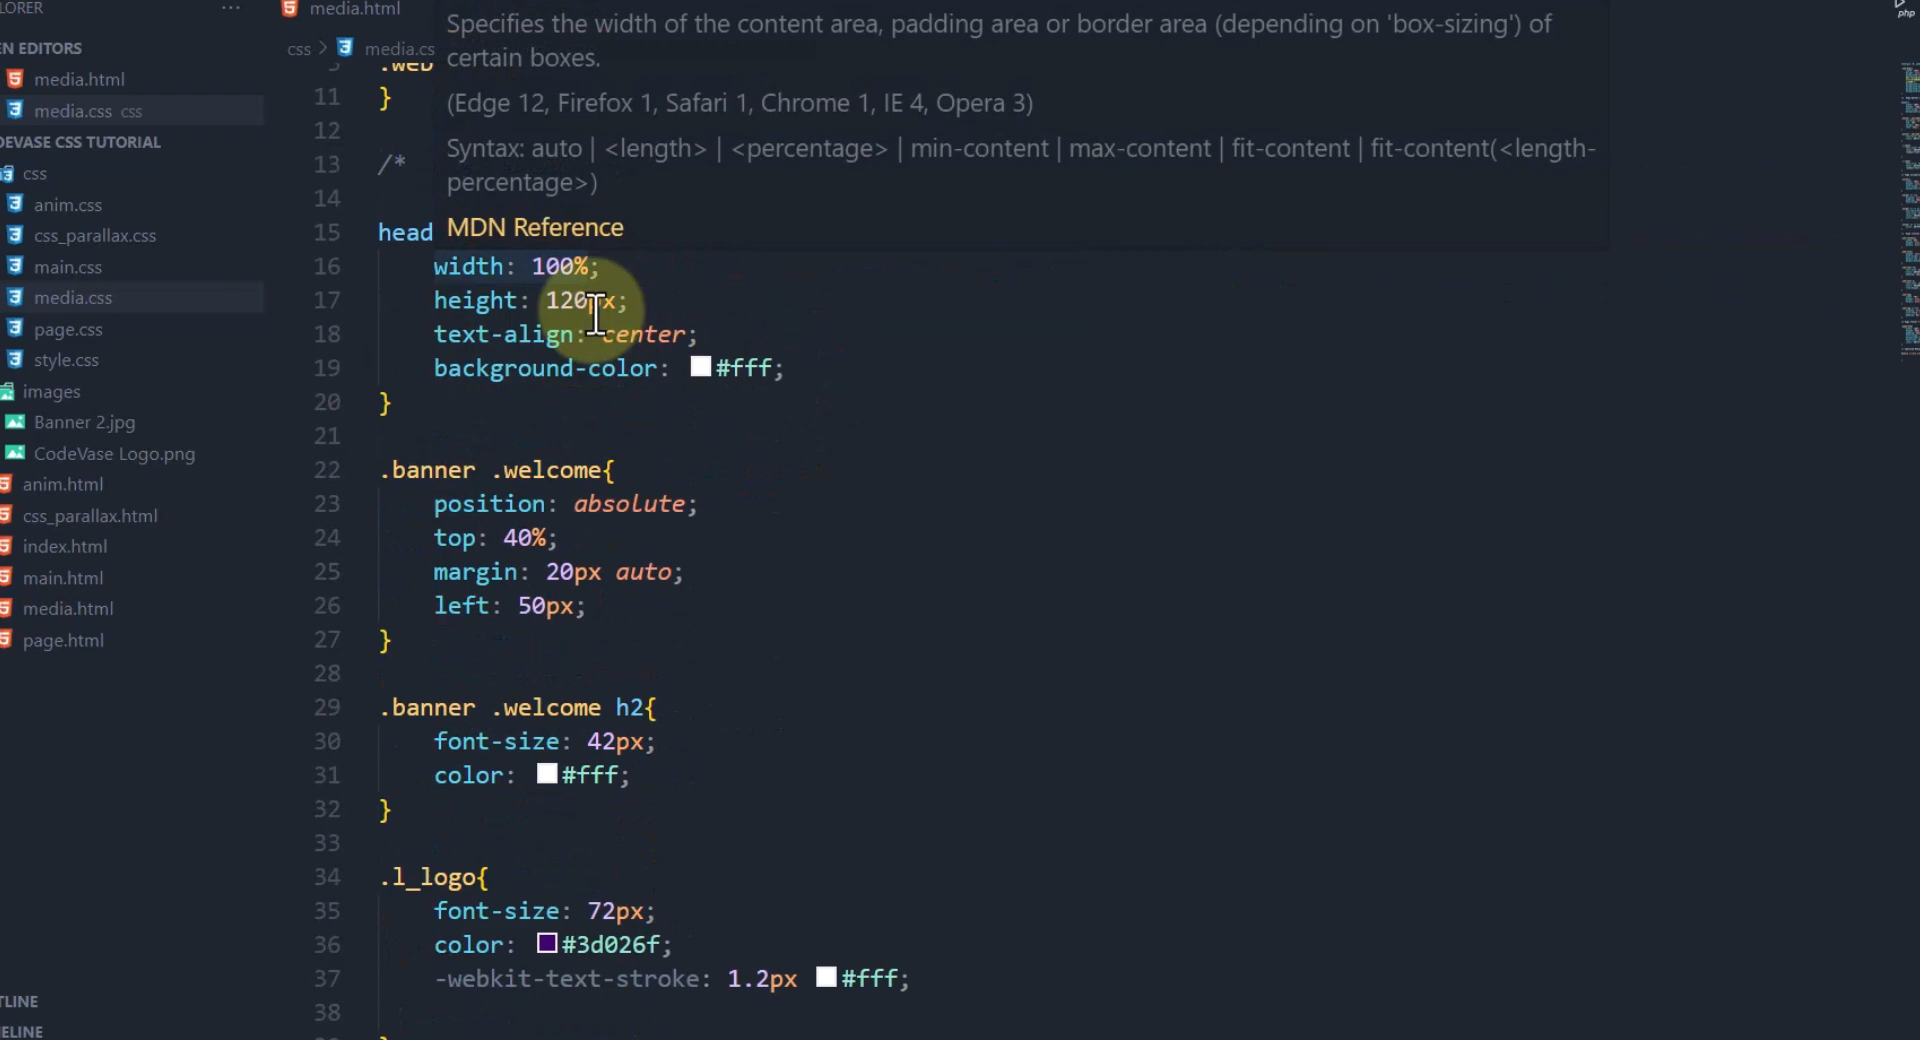 LORER
···
media.html
EN EDITORS
media.html
media.css css
DEVASE CSS TUTORIAL
css
anim.css
css_parallax.css
main.css
media.css
page.css
style.css
images
Banner 2.jpg
CodeVase Logo.png
anim.html
css_parallax.html
index.html
main.html
media.html
page.html
TLINE
ELINE
css > media.cs
Specifies the width of the content area, padding area or border area (depending on 'box-sizing') of
certain boxes.
(Edge 12, Firefox 1, Safari 1, Chrome 1, IE 4, Opera 3)
Syntax: auto | <length> | <percentage> | min-content | max-content | fit-content | fit-content(<length-
percentage>)
MDN Reference
.web
11 }
12
13 /*
14
15 head
16 width: 100%;
17 height: 120px;
18 text-align: center;
19 background-color: #fff;
20 }
21
22 .banner .welcome{
23 position: absolute;
24 top: 40%;
25 margin: 20px auto;
26 left: 50px;
27 }
28
29 .banner .welcome h2{
30 font-size: 42px;
31 color: #fff;
32 }
33
34 .l_logo{
35 font-size: 72px;
36 color: #3d026f;
37 -webkit-text-stroke: 1.2px #fff;
38
php